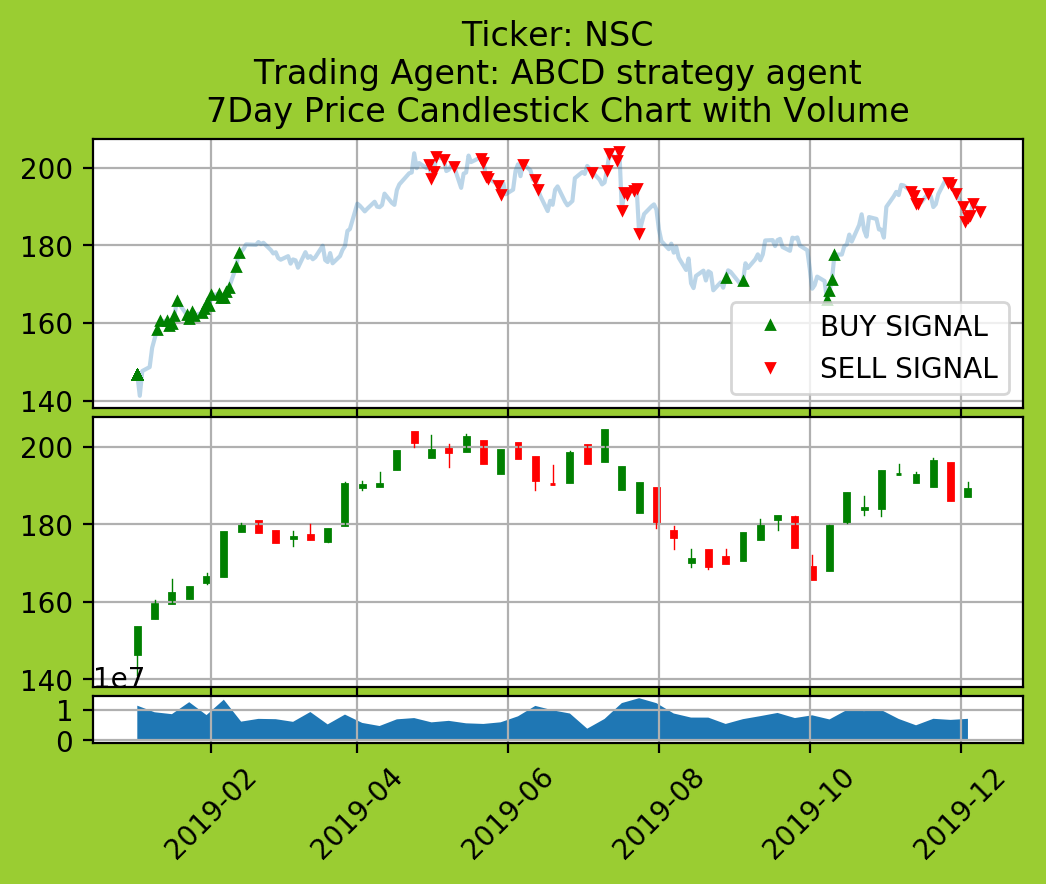 Ticker: NSC
Trading Agent: ABCD strategy agent
7Day Price Candlestick Chart with Volume
200
180
160
140
BUY SIGNAL
SELL SIGNAL
200
180
160
140
1e7
1
0
2019-02
2019-04
2019-06
2019-08
2019-10
2019-12